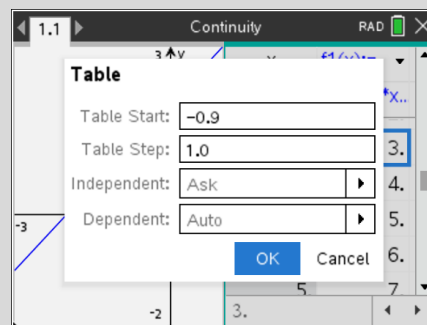 1.1 Continuity RAD
3 y f1(x):=
*x...
Table
Table Start: -0.9
Table Step: 1.0
Independent: Ask
Dependent: Auto
OK Cancel
3.
4.
5.
6.
5. 7.
-3
-2
3.